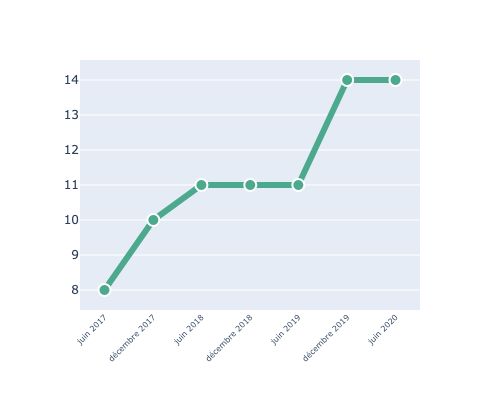 14
13
12
11
10
9
8
juin 2017
décembre 2017
juin 2018
décembre 2018
juin 2019
décembre 2019
juin 2020